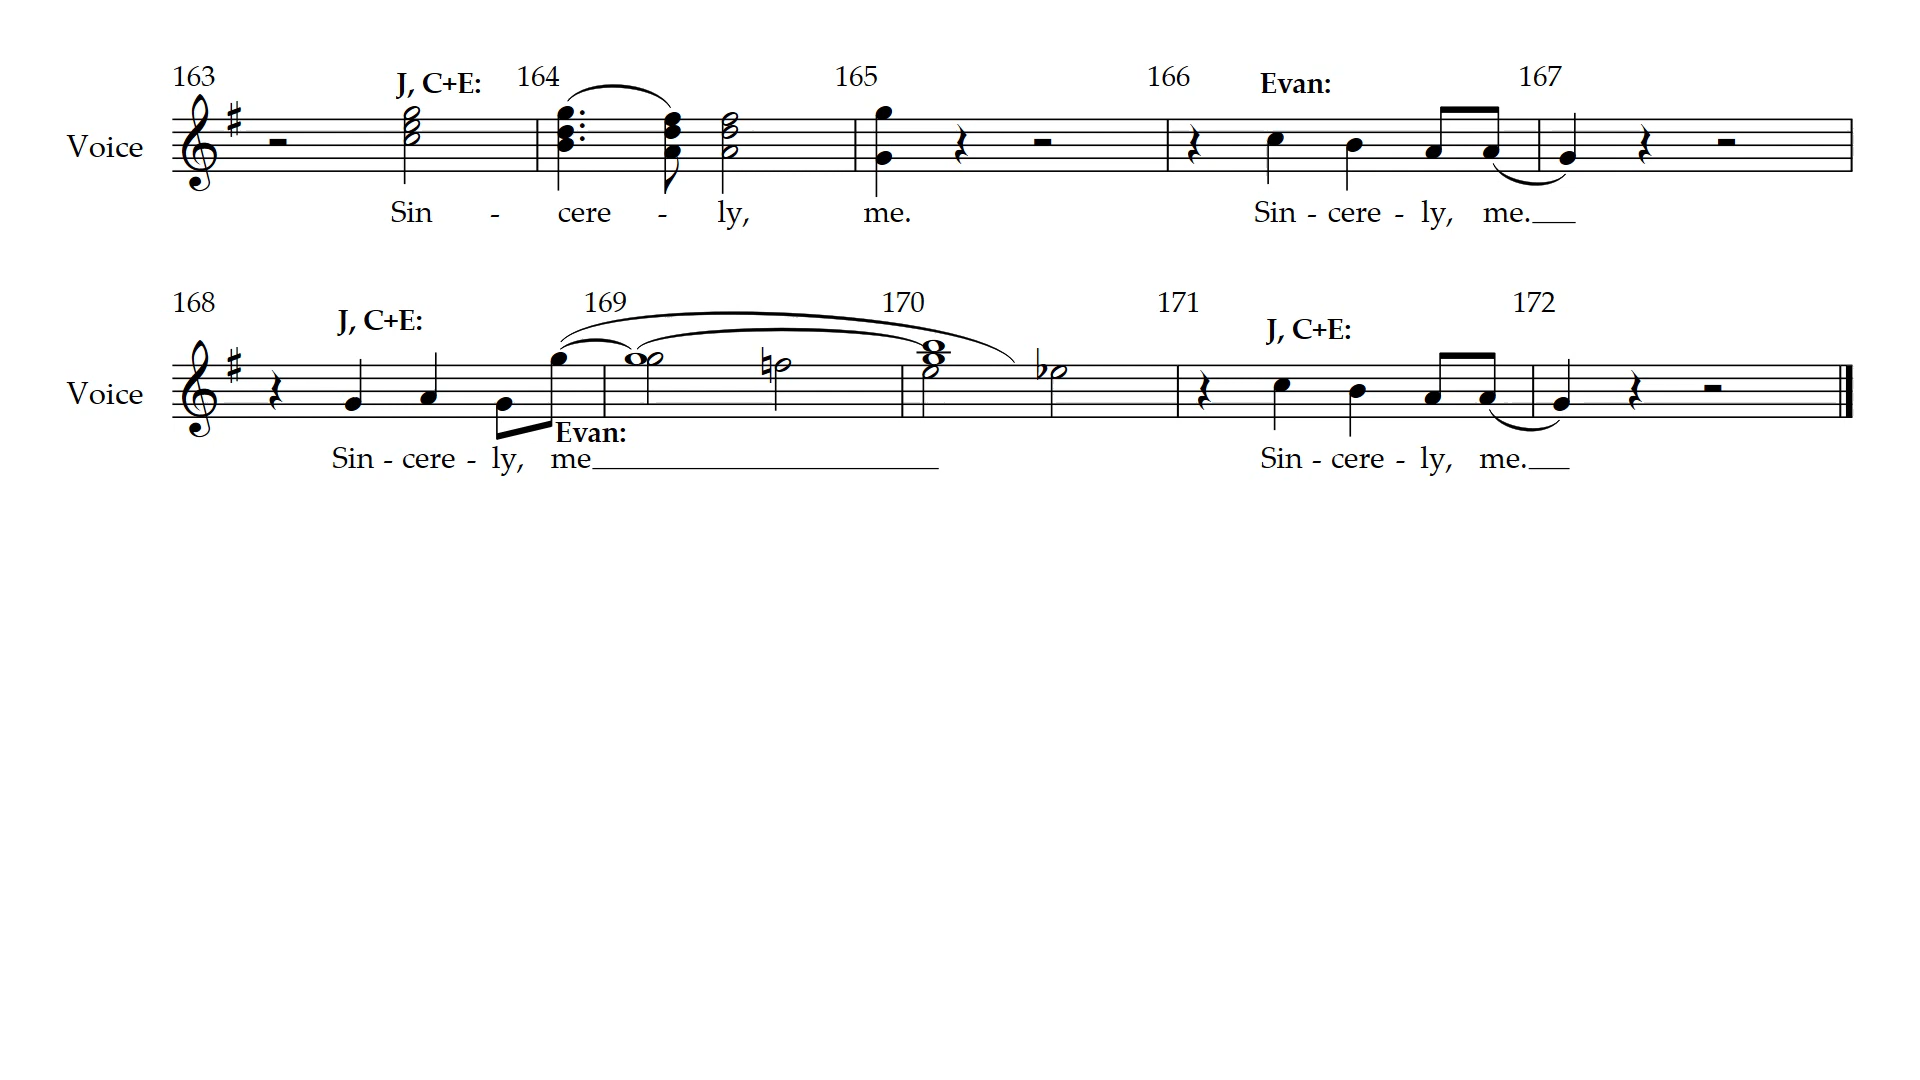 163 J, C+E: 164 165 166 Evan: 167
Voice
Sin - cere - ly, me. Sin - cere - ly, me.
168 J, C+E: 169 170 171 J, C+E: 172
Voice
Evan:
Sin - cere - ly, me Sin - cere - ly, me.